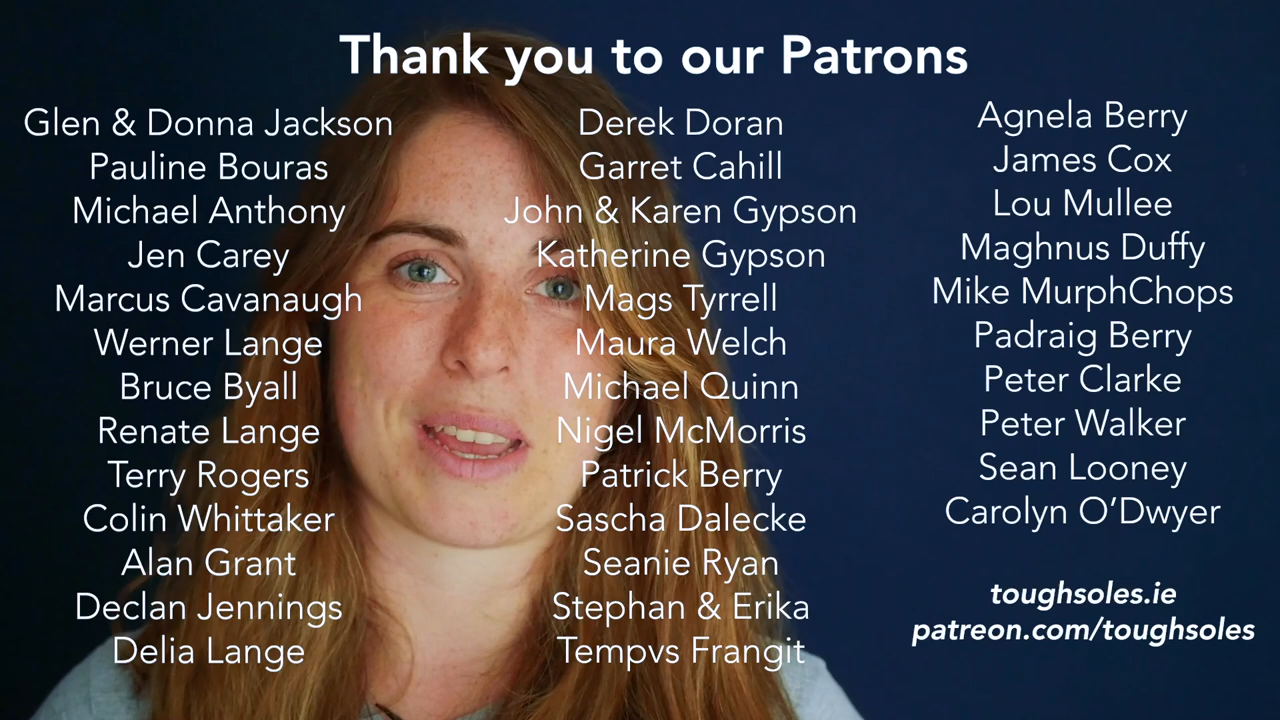 Thank you to our Patrons
Glen & Donna Jackson
Pauline Bouras
Michael Anthony
Jen Carey
Marcus Cavanaugh
Werner Lange
Bruce Byall
Renate Lange
Terry Rogers
Colin Whittaker
Alan Grant
Declan Jennings
Delia Lange
Derek Doran
Garret Cahill
John & Karen Gypson
Katherine Gypson
Mags Tyrrell
Maura Welch
Michael Quinn
Nigel McMorris
Patrick Berry
Sascha Dalecke
Seanie Ryan
Stephan & Erika
Tempvs Frangit
Agnela Berry
James Cox
Lou Mullee
Maghnus Duffy
Mike MurphChops
Padraig Berry
Peter Clarke
Peter Walker
Sean Looney
Carolyn O’Dwyer
toughsoles.ie
patreon.com/toughsoles